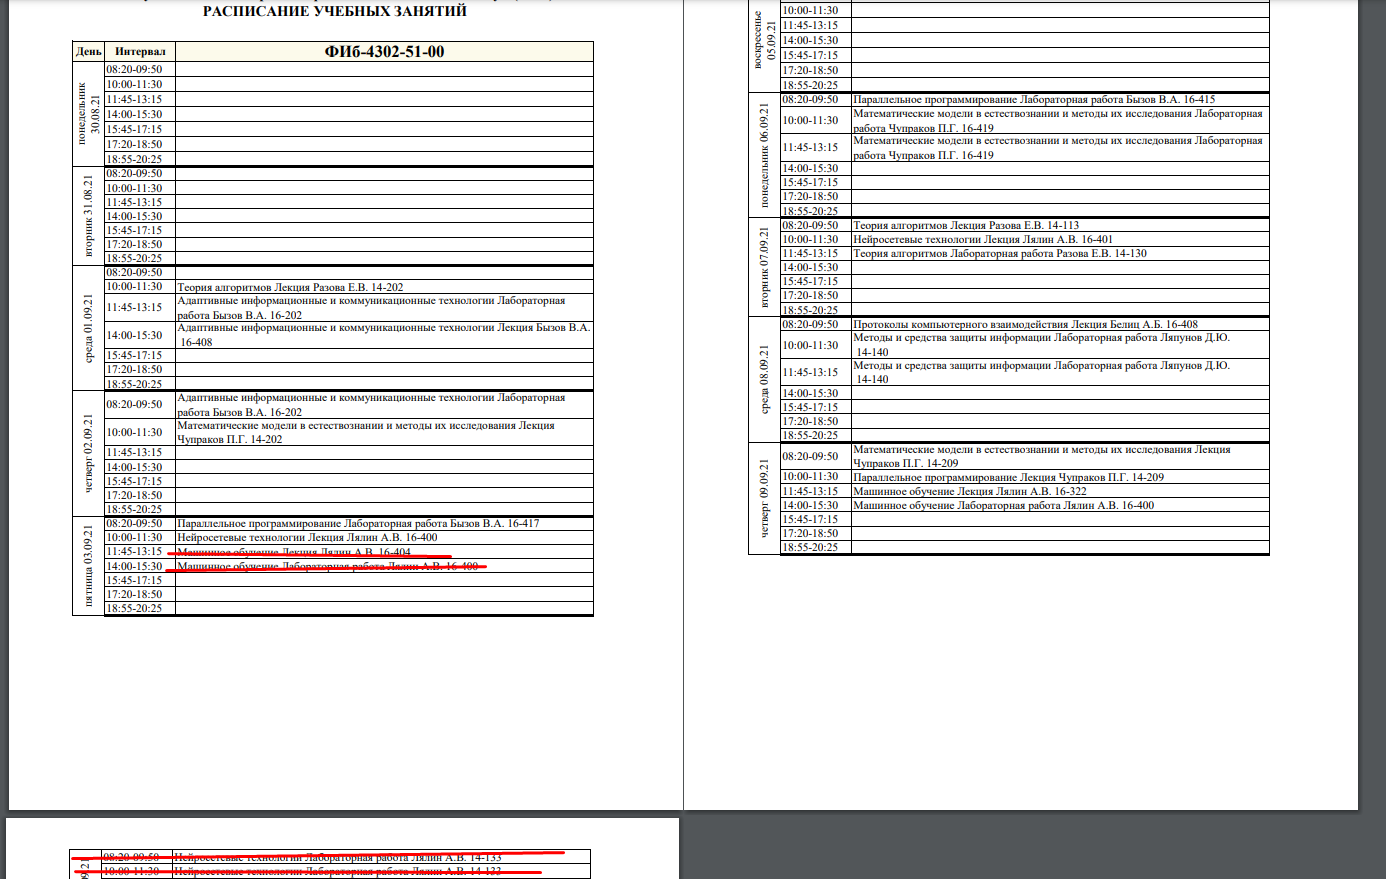 РАСПИСАНИЕ УЧЕБНЫХ ЗАНЯТИЙ
День Интервал ФИб-4302-51-00
понедельник 30.08.21
08:20-09:50
10:00-11:30
11:45-13:15
14:00-15:30
15:45-17:15
17:20-18:50
18:55-20:25
вторник 31.08.21
08:20-09:50
10:00-11:30
11:45-13:15
14:00-15:30
15:45-17:15
17:20-18:50
18:55-20:25
среда 01.09.21
08:20-09:50
10:00-11:30 Теория алгоритмов Лекция Разова Е.В. 14-202
11:45-13:15 Адаптивные информационные и коммуникационные технологии Лабораторная
работа Бызов В.А. 16-202
14:00-15:30 Адаптивные информационные и коммуникационные технологии Лекция Бызов В.А.
16-408
15:45-17:15
17:20-18:50
18:55-20:25
четверг 02.09.21
08:20-09:50 Адаптивные информационные и коммуникационные технологии Лабораторная
работа Бызов В.А. 16-202
10:00-11:30 Математические модели в естествознании и методы их исследования Лекция
Чупраков П.Г. 14-202
11:45-13:15
14:00-15:30
15:45-17:15
17:20-18:50
18:55-20:25
пятница 03.09.21
08:20-09:50 Параллельное программирование Лабораторная работа Бызов В.А. 16-417
10:00-11:30 Нейросетевые технологии Лекция Лялин А.В. 16-400
11:45-13:15 Машинное обучение Лекция Лялин А.В. 16-404
14:00-15:30 Машинное обучение Лабораторная работа Лялин А.В. 16-400
15:45-17:15
17:20-18:50
18:55-20:25
воскресенье 05.09.21
10:00-11:30
11:45-13:15
14:00-15:30
15:45-17:15
17:20-18:50
18:55-20:25
понедельник 06.09.21
08:20-09:50 Параллельное программирование Лабораторная работа Бызов В.А. 16-415
10:00-11:30 Математические модели в естествознании и методы их исследования Лабораторная
работа Чупраков П.Г. 16-419
11:45-13:15 Математические модели в естествознании и методы их исследования Лабораторная
работа Чупраков П.Г. 16-419
14:00-15:30
15:45-17:15
17:20-18:50
18:55-20:25
вторник 07.09.21
08:20-09:50 Теория алгоритмов Лекция Разова Е.В. 14-113
10:00-11:30 Нейросетевые технологии Лекция Лялин А.В. 16-401
11:45-13:15 Теория алгоритмов Лабораторная работа Разова Е.В. 14-130
14:00-15:30
15:45-17:15
17:20-18:50
18:55-20:25
среда 08.09.21
08:20-09:50 Протоколы компьютерного взаимодействия Лекция Белиц А.Б. 16-408
10:00-11:30 Методы и средства защиты информации Лабораторная работа Ляпунов Д.Ю.
14-140
11:45-13:15 Методы и средства защиты информации Лабораторная работа Ляпунов Д.Ю.
14-140
14:00-15:30
15:45-17:15
17:20-18:50
18:55-20:25
четверг 09.09.21
08:20-09:50 Математические модели в естествознании и методы их исследования Лекция
Чупраков П.Г. 14-209
10:00-11:30 Параллельное программирование Лекция Чупраков П.Г. 14-209
11:45-13:15 Машинное обучение Лекция Лялин А.В. 16-322
14:00-15:30 Машинное обучение Лабораторная работа Лялин А.В. 16-400
15:45-17:15
17:20-18:50
18:55-20:25
08:20-09:50 Нейросетевые технологии Лабораторная работа Лялин А.В. 14-133
10:00-11:30 Нейросетевые технологии Лабораторная работа Лялин А.В. 14-133